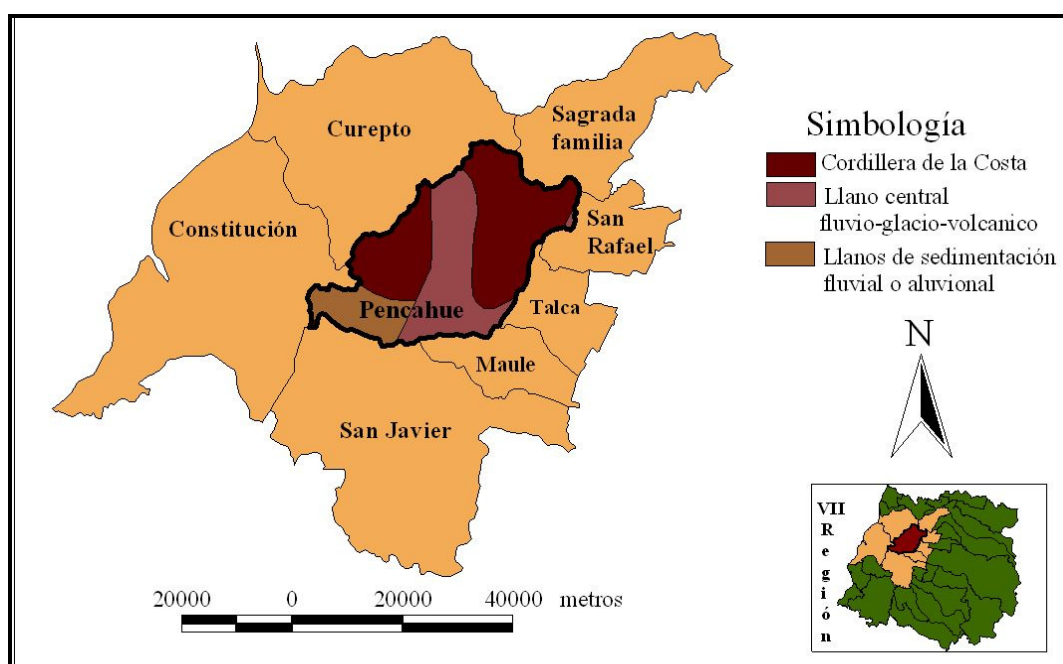 Curepto
Sagrada
familia
Constitución
San
Rafael
Pencahue
Talca
Maule
San Javier
Simbología
Cordillera de la Costa
Llano central
fluvio-glacio-volcanico
Llanos de sedimentación
fluvial o aluvional
N
VII
R
e
g
i
ó
n
20000 0 20000 40000 metros